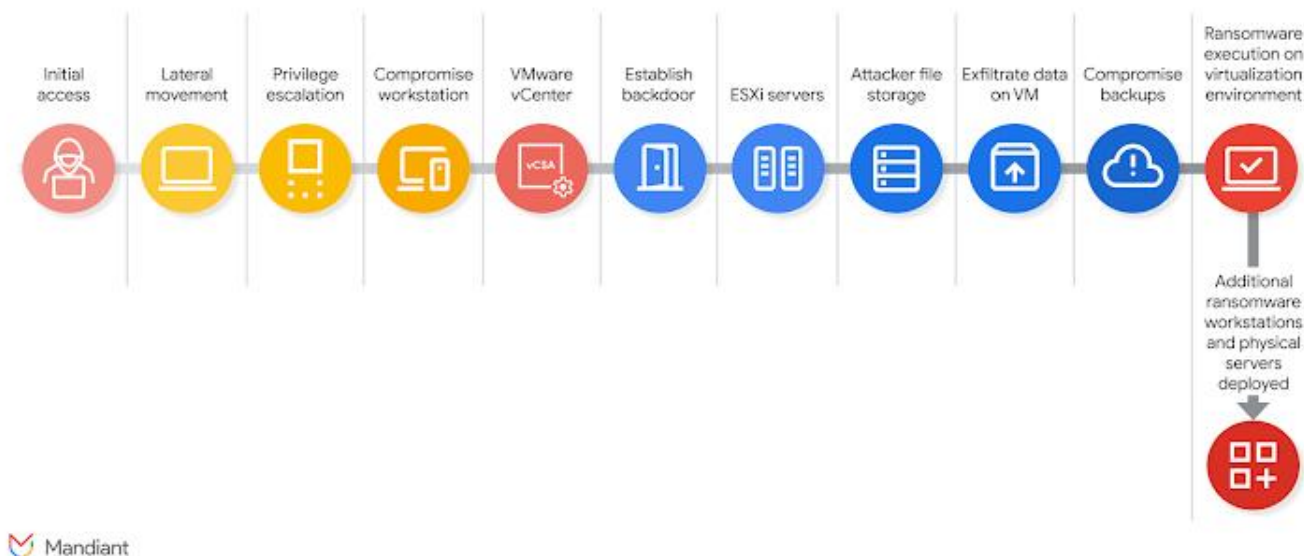 Initial
access
Lateral
movement
Privilege
escalation
Compromise
workstation
VMware
vCenter
Establish
backdoor
ESXi servers
Attacker file
storage
Exfiltrate data
on VM
Compromise
backups
Ransomware
execution on
virtualization
environment
vCSA
Additional
ransomware
workstations
and physical
servers
deployed
Mandiant